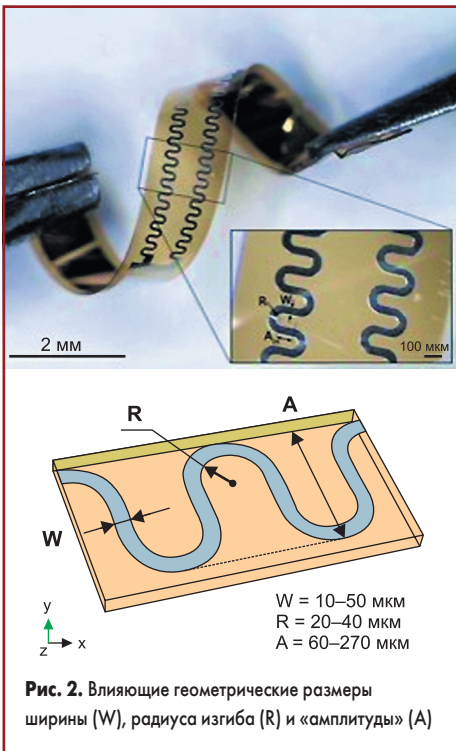 R
W
A
2 мм
100 мкм
R
A
W
W = 10–50 мкм
R = 20–40 мкм
A = 60–270 мкм
y
z
x
Рис. 2. Влияющие геометрические размеры
ширины (W), радиуса изгиба (R) и «амплитуды» (A)